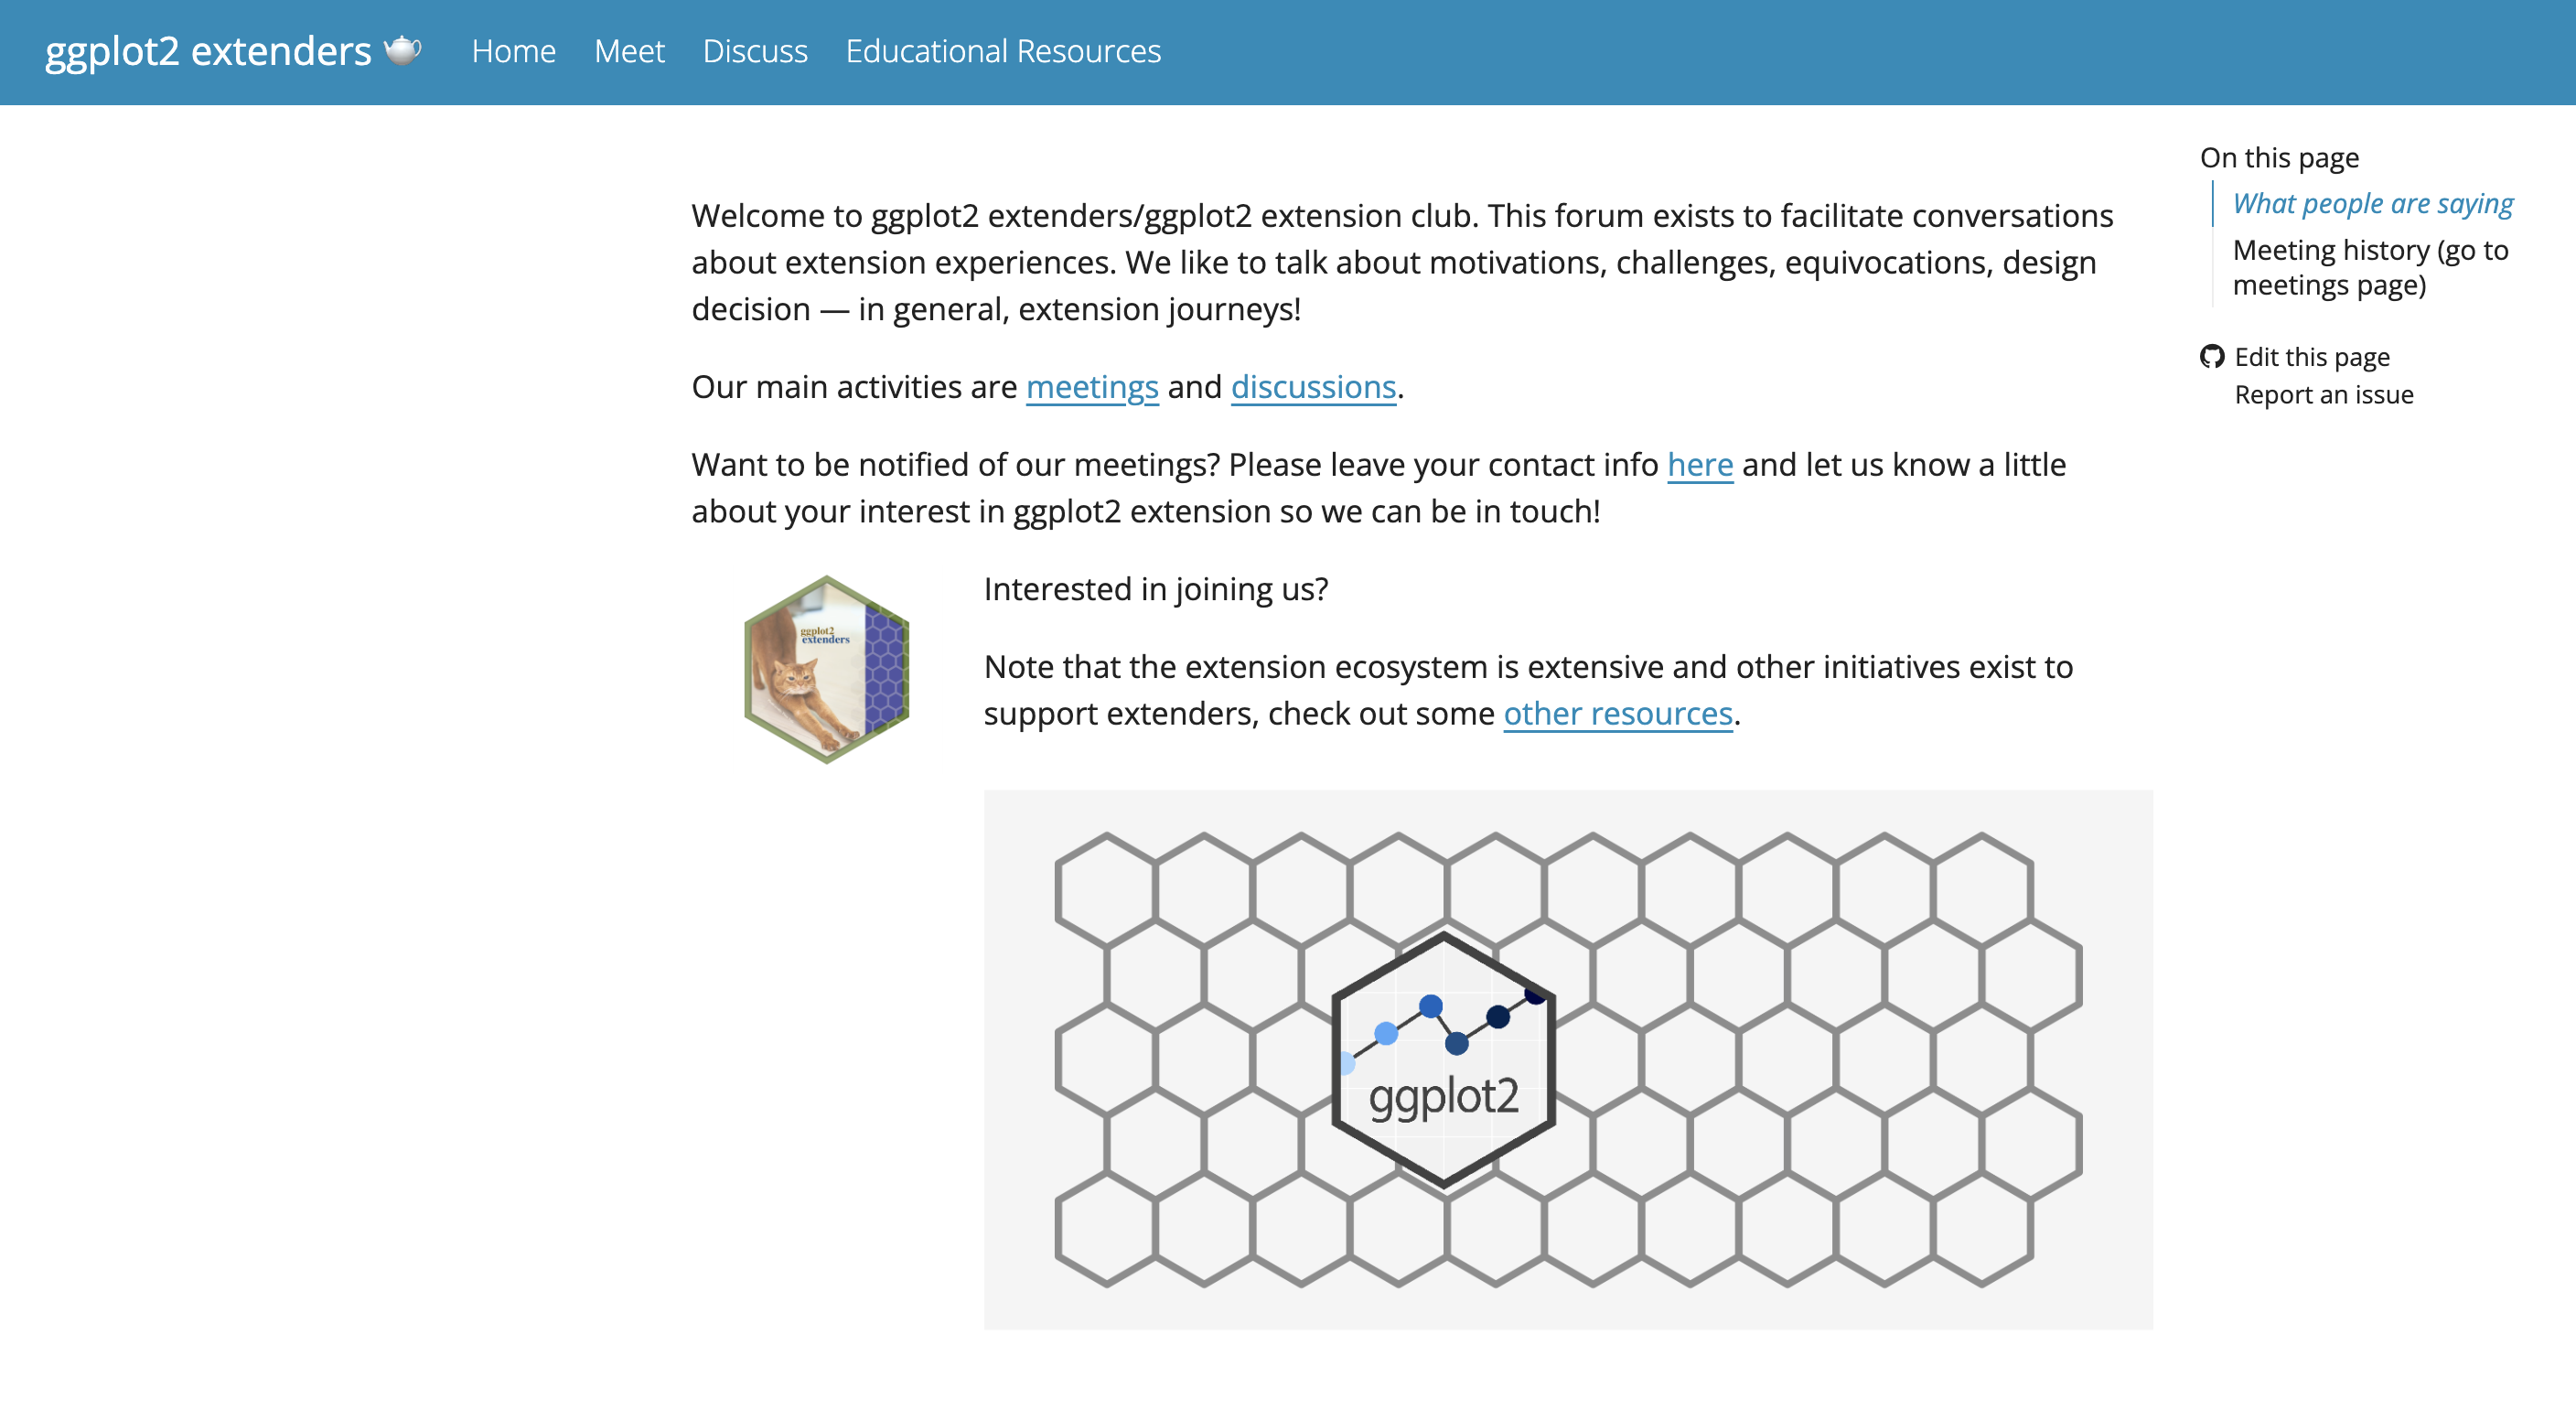 ggplot2 extenders
Home
Meet
Discuss
Educational Resources
On this page
What people are saying
Meeting history (go to
meetings page)
Edit this page
Report an issue
Welcome to ggplot2 extenders/ggplot2 extension club. This forum exists to facilitate conversations
about extension experiences. We like to talk about motivations, challenges, equivocations, design
decision — in general, extension journeys!
Our main activities are meetings and discussions.
Want to be notified of our meetings? Please leave your contact info here and let us know a little
about your interest in ggplot2 extension so we can be in touch!
ggplot2
extenders
Interested in joining us?
Note that the extension ecosystem is extensive and other initiatives exist to
support extenders, check out some other resources.
ggplot2